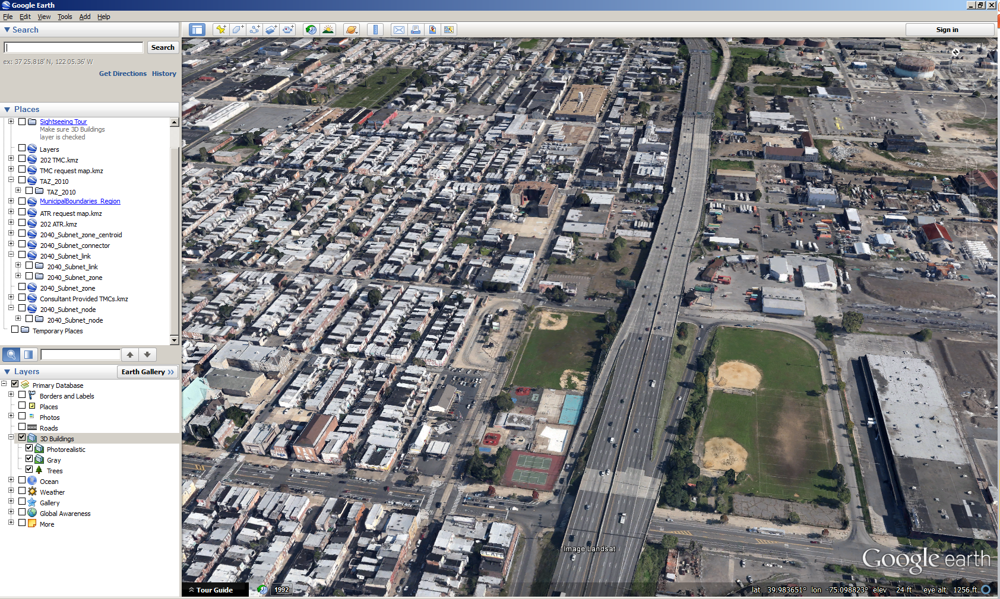 Google Earth
File Edit View Tools Add Help
Search
Search
ex: 37 25.818' N, 122 05.36' W
Get Directions History
Places
Sightseeing Tour
Make sure 3D Buildings
layer is checked
Layers
202 TMC.kmz
TMC request map.kmz
TAZ_2010
TAZ_2010
MunicipalBoundaries_Region
ATR request map.kmz
202 ATR.kmz
2040_Subnet_zone_centroid
2040_Subnet_connector
2040_Subnet_link
2040_Subnet_link
2040_Subnet_zone
2040_Subnet_zone
Consultant Provided TMCs.kmz
2040_Subnet_node
2040_Subnet_node
Temporary Places
Layers
Earth Gallery »
Primary Database
Borders and Labels
Places
Photos
Roads
3D Buildings
Photorealistic
Gray
Trees
Ocean
Weather
Gallery
Global Awareness
More
Sign in
Image Landsat
Google earth
Tour Guide
1992
lat 39.983651° lon -75.098823° elev 24 ft eye alt 1256 ft